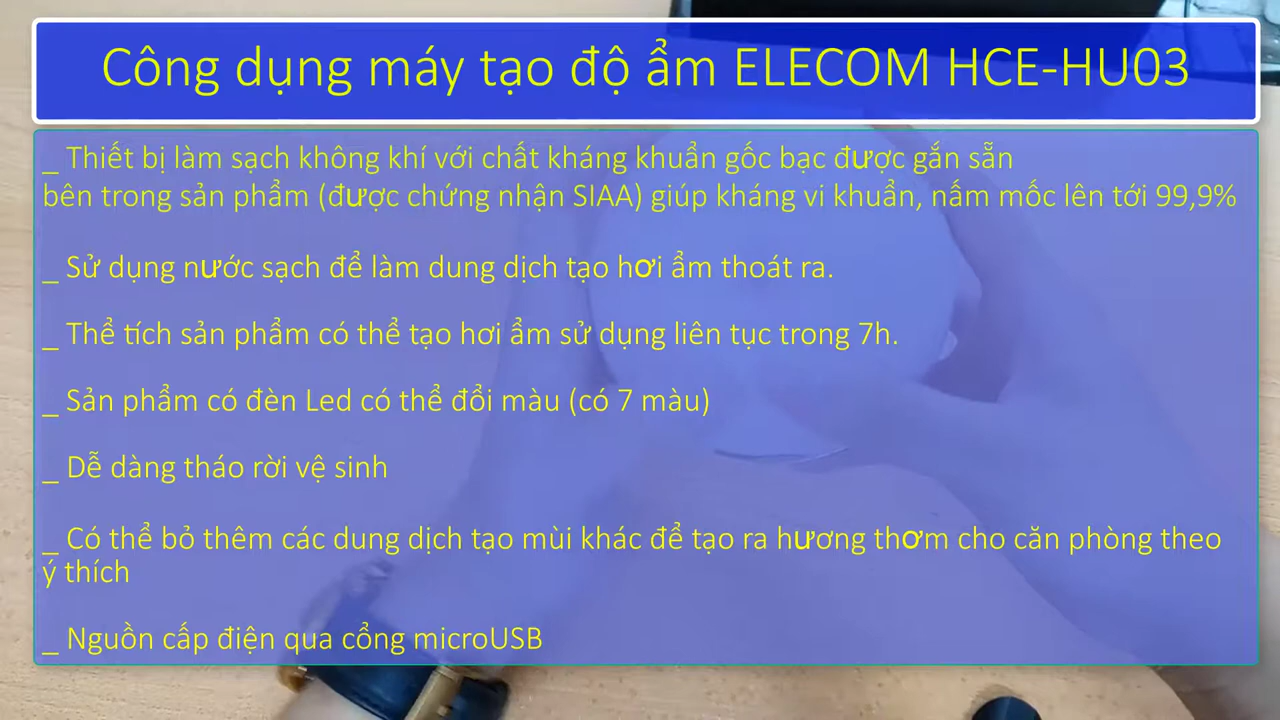 Công dụng máy tạo độ ẩm ELECOM HCE-HU03
_ Thiết bị làm sạch không khí với chất kháng khuẩn gốc bạc được gắn sẵn
bên trong sản phẩm (được chứng nhận SIAA) giúp kháng vi khuẩn, nấm mốc lên tới 99,9%
_ Sử dụng nước sạch để làm dung dịch tạo hơi ẩm thoát ra.
_ Thể tích sản phẩm có thể tạo hơi ẩm sử dụng liên tục trong 7h.
_ Sản phẩm có đèn Led có thể đổi màu (có 7 màu)
_ Dễ dàng tháo rời vệ sinh
_ Có thể bỏ thêm các dung dịch tạo mùi khác để tạo ra hương thơm cho căn phòng theo
ý thích
_ Nguồn cấp điện qua cổng microUSB